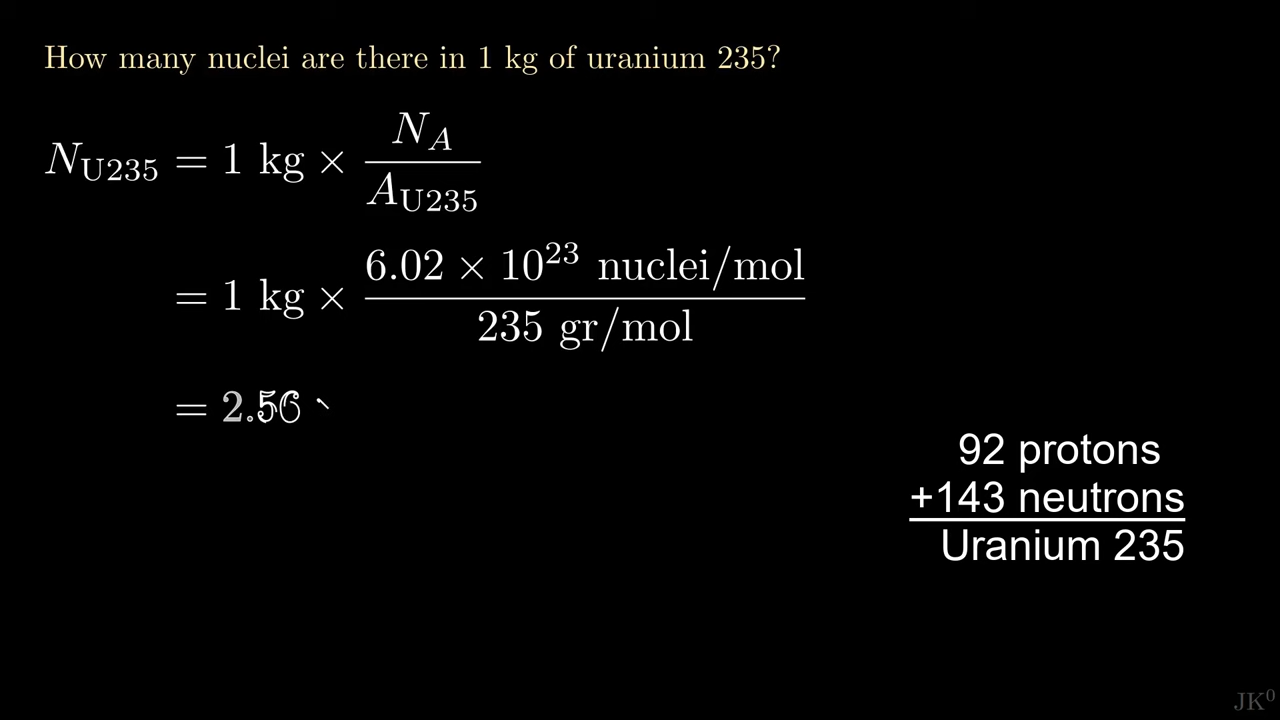 How many nuclei are there in 1 kg of uranium 235?
N_U235 = 1 kg × N_A / A_U235
= 1 kg × 6.02 × 10^23 nuclei/mol / 235 gr/mol
= 2.56
92 protons
+143 neutrons
Uranium 235
JK^0